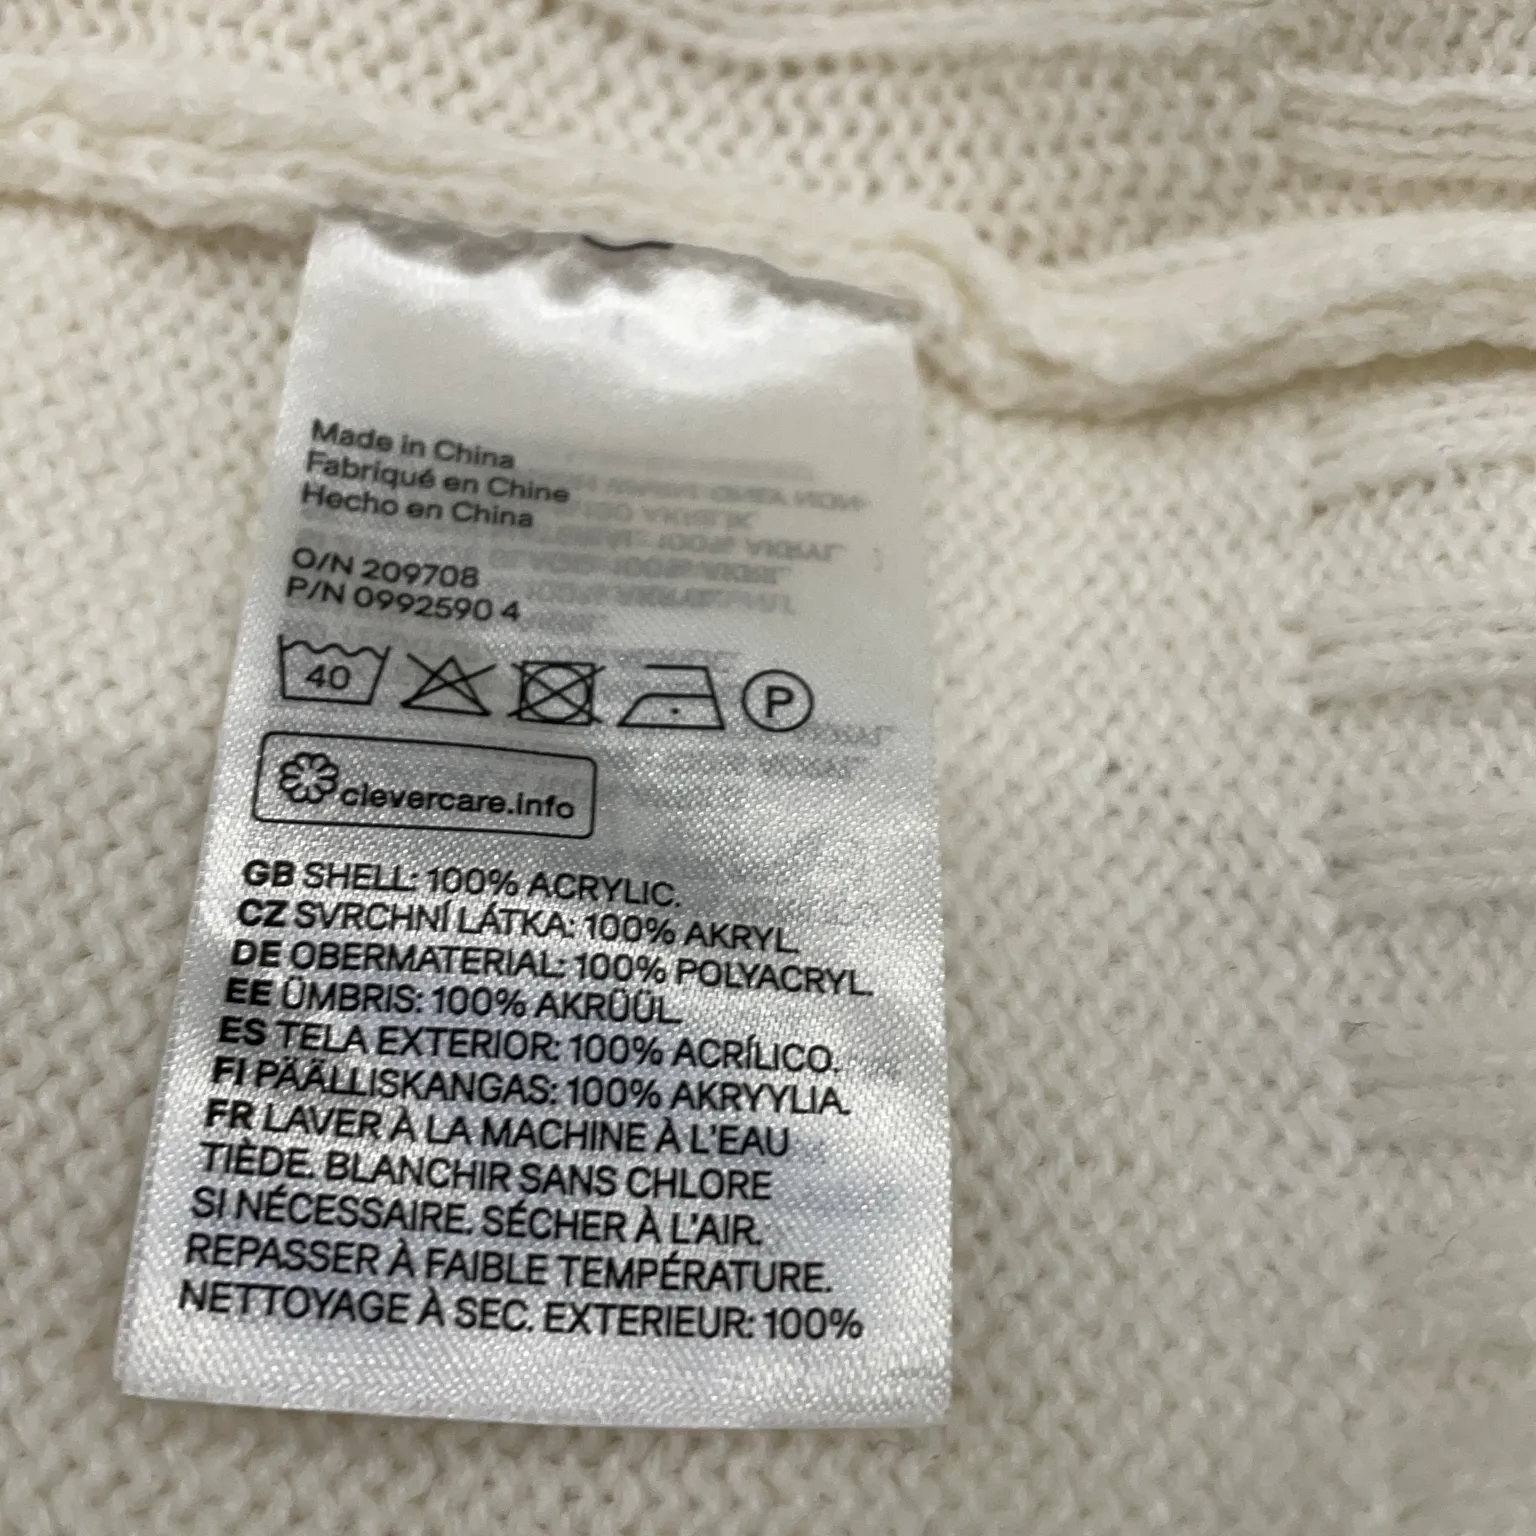 Made in China
Fabriqué en Chine
Hecho en China
O/N 209708
P/N 0992590 4
40
P
clevercare.info
GB SHELL: 100% ACRYLIC.
CZ SVRCHNÍ LÁTKA: 100% AKRYL.
DE OBERMATERIAL: 100% POLYACRYL.
EE ÜMBRIS: 100% AKRÜÜL.
ES TELA EXTERIOR: 100% ACRÍLICO.
FI PÄÄLLISKANGAS: 100% AKRYYLIA.
FR LAVER À LA MACHINE À L'EAU
TIÈDE. BLANCHIR SANS CHLORE
SI NÉCESSAIRE. SÉCHER À L'AIR.
REPASSER À FAIBLE TEMPÉRATURE.
NETTOYAGE À SEC. EXTERIEUR: 100%